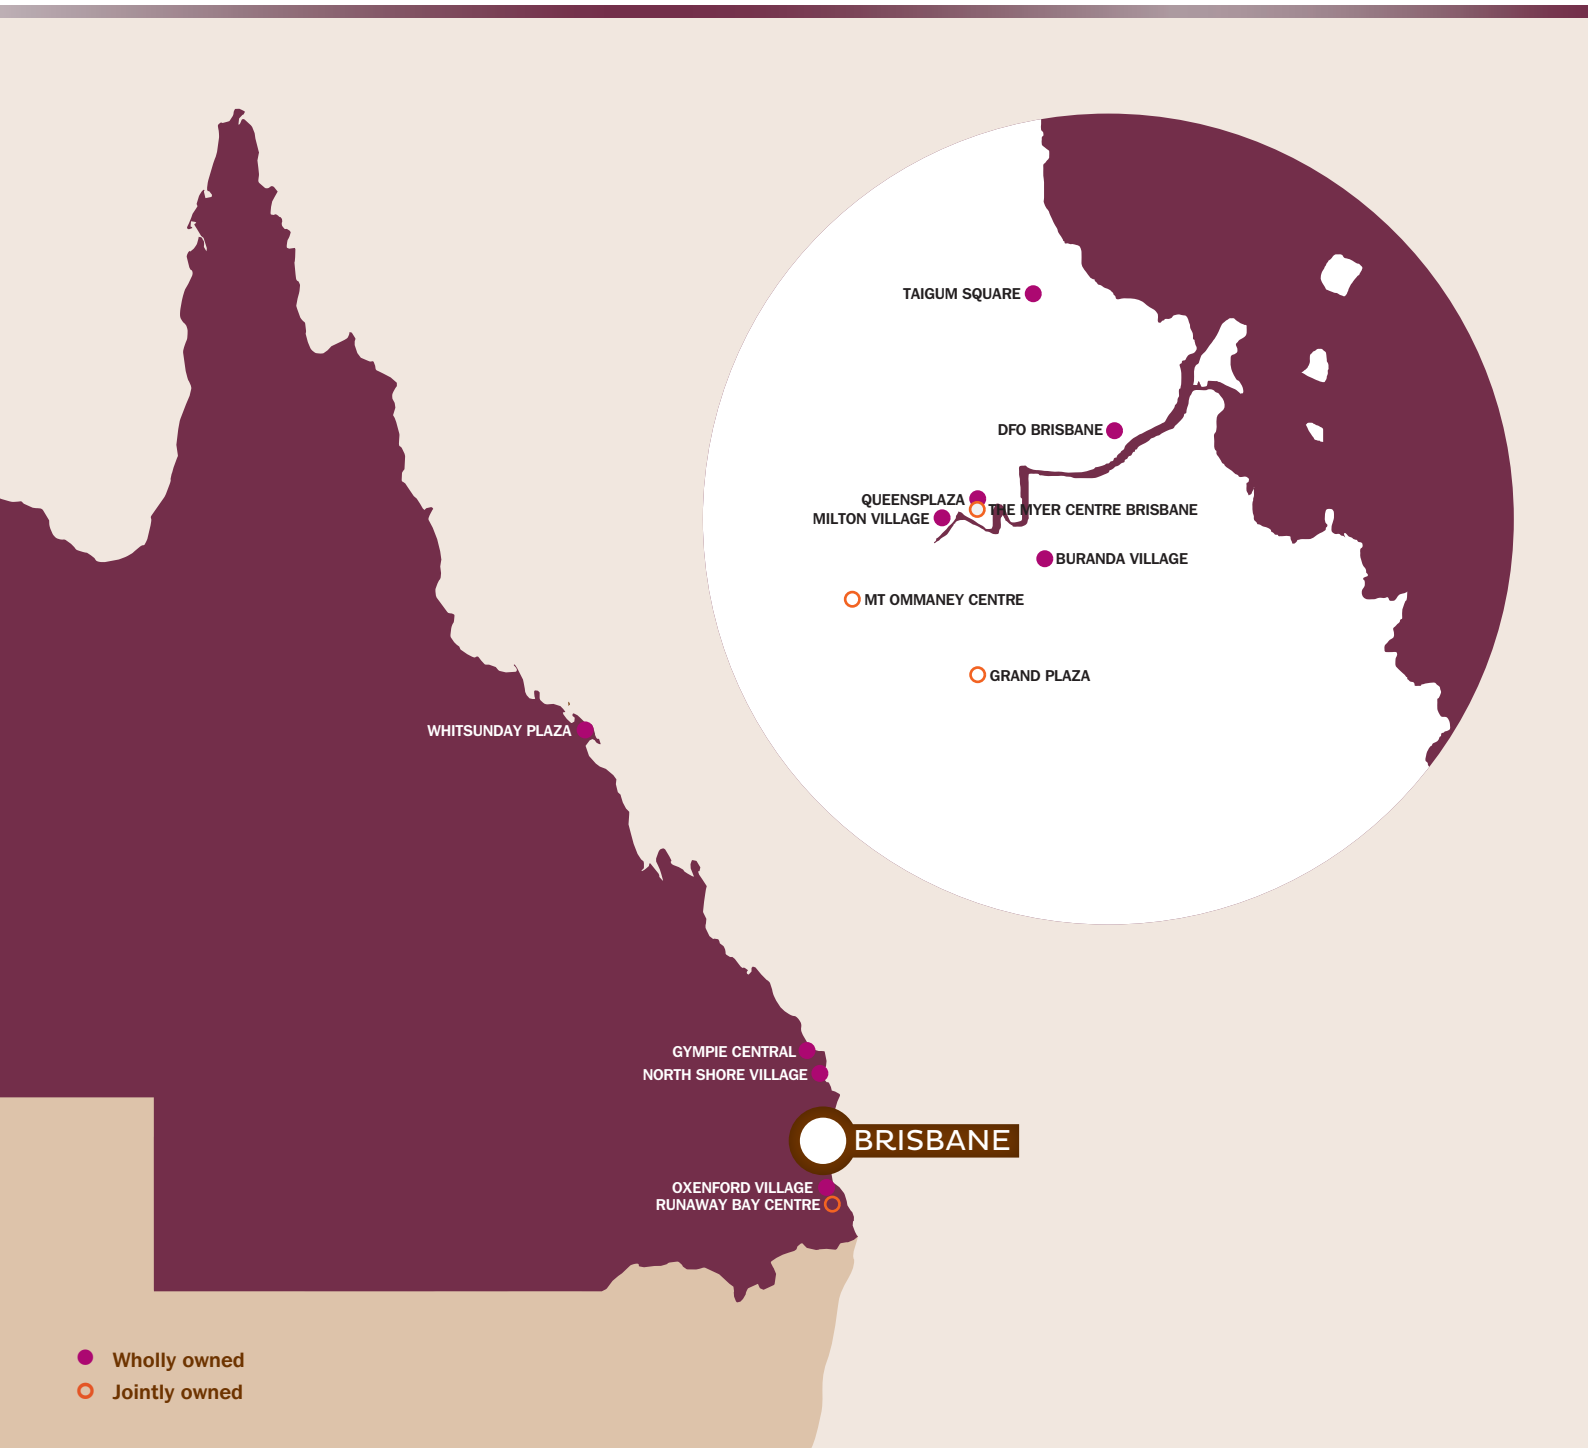 TAIGUM SQUARE
DFO BRISBANE
QUEENSPLAZA
THE MYER CENTRE BRISBANE
MILTON VILLAGE
BURANDA VILLAGE
MT OMMANEY CENTRE
GRAND PLAZA
WHITSUNDAY PLAZA
GYMPIE CENTRAL
NORTH SHORE VILLAGE
BRISBANE
OXENFORD VILLAGE
RUNAWAY BAY CENTRE
Wholly owned
Jointly owned